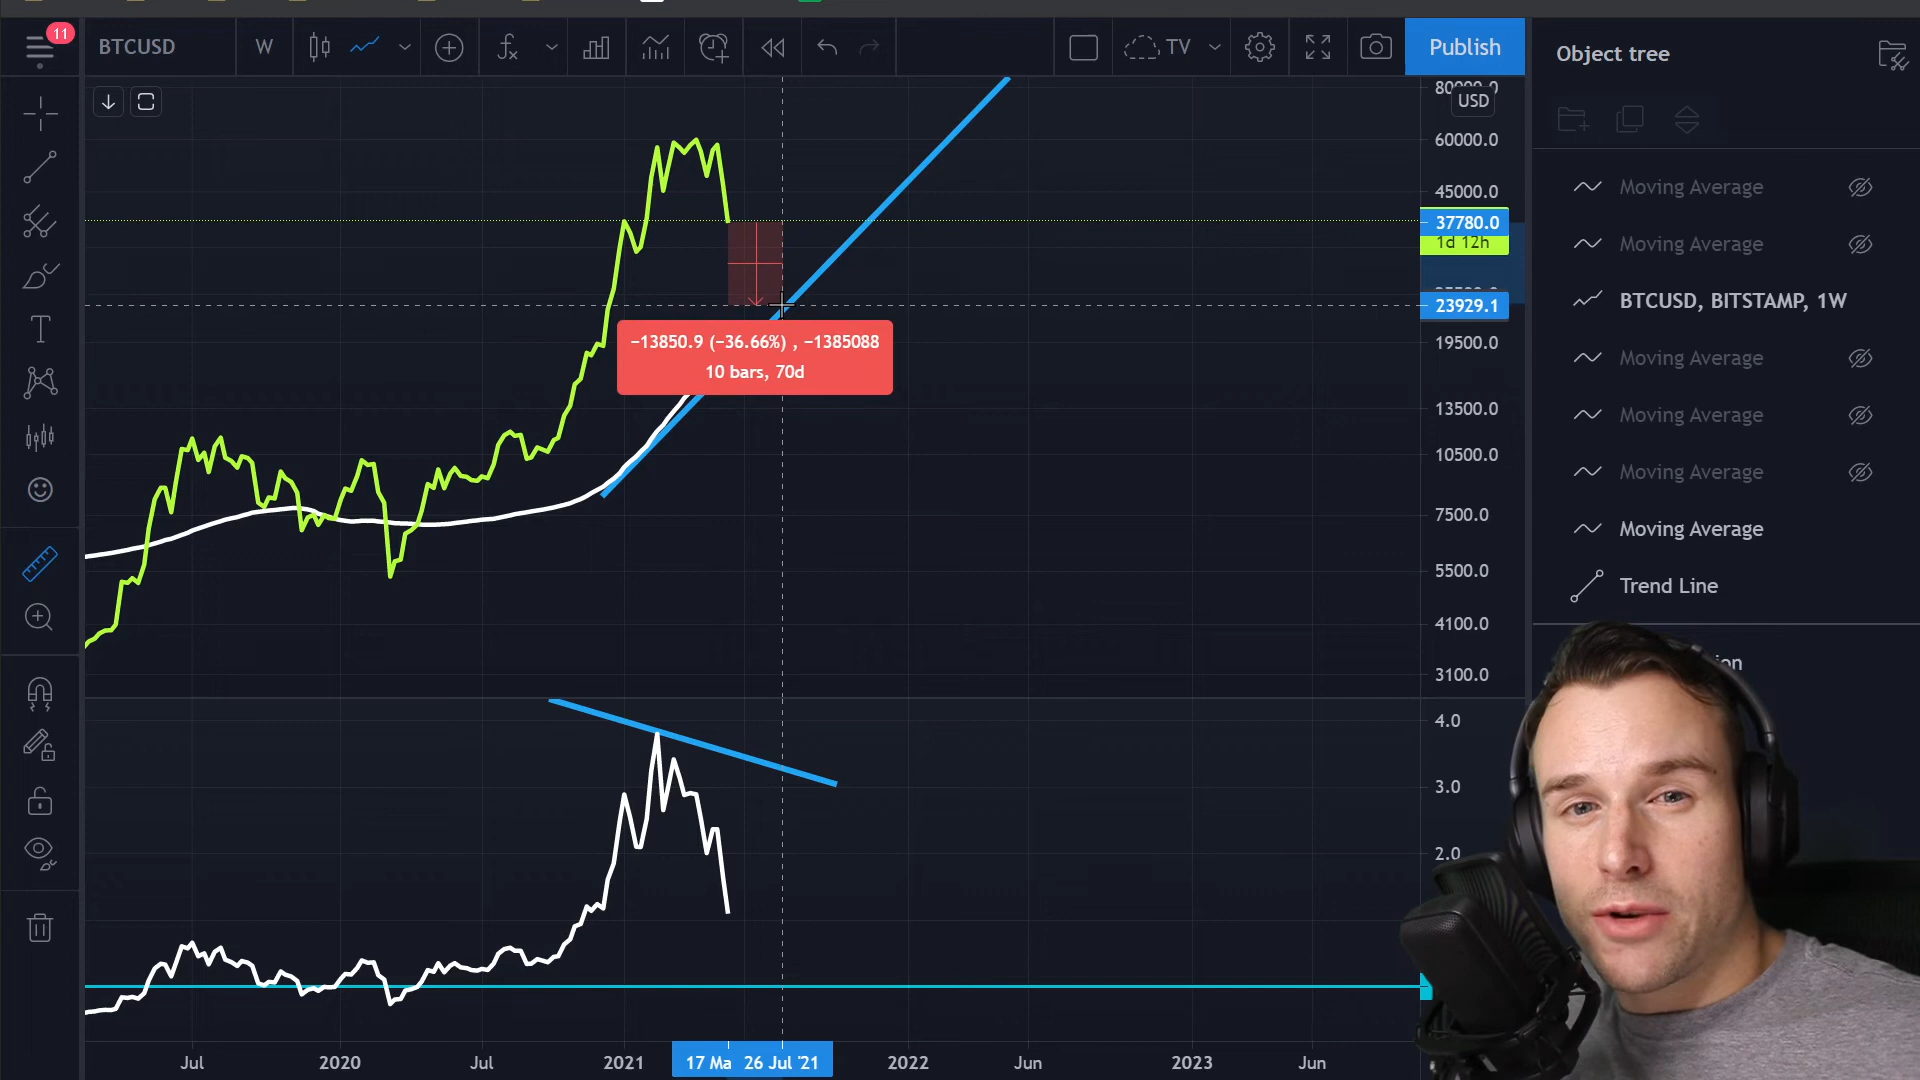 11
BTCUSD
W
TV
Publish
Object tree
USD
60000.0
45000.0
37780.0
1d 12h
23929.1
19500.0
13500.0
10500.0
7500.0
5500.0
4100.0
3100.0
4.0
3.0
2.0
−13850.9 (−36.66%) , −1385088
10 bars, 70d
Moving Average
Moving Average
BTCUSD, BITSTAMP, 1W
Moving Average
Moving Average
Moving Average
Moving Average
Trend Line
Jul
2020
Jul
2021
17 Ma
26 Jul '21
2022
Jun
2023
Jun